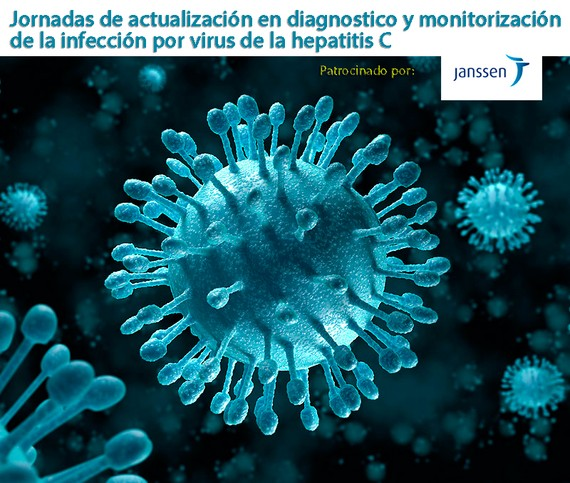 Jornadas de actualización en diagnostico y monitorización
de la infección por virus de la hepatitis C
Patrocinado por:
janssen